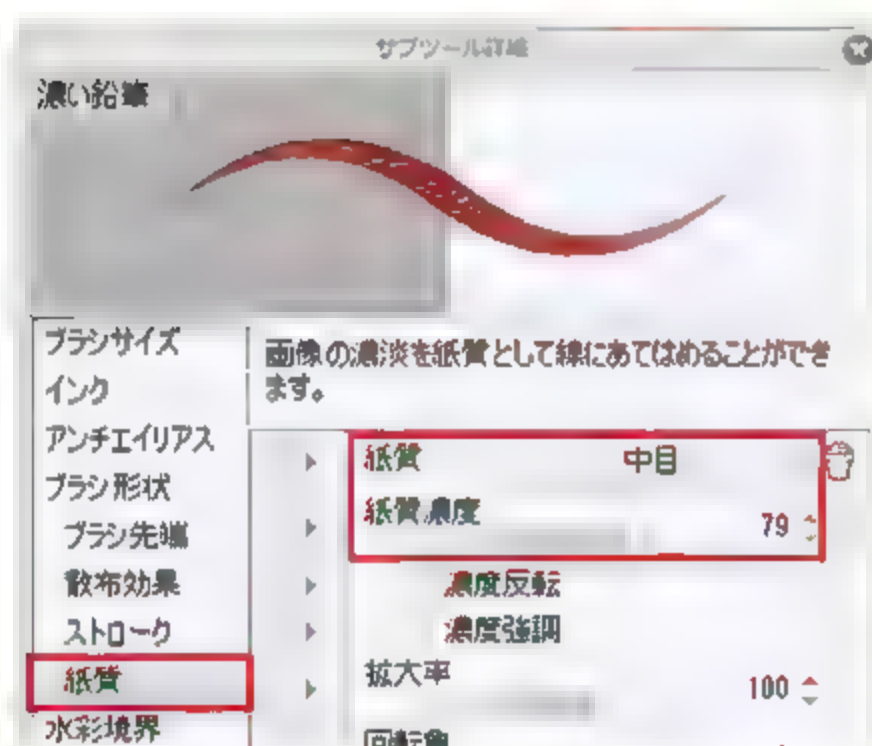 サブツール詳細
濃い鉛筆
ブラシサイズ
インク
アンチエイリアス
ブラシ形状
ブラシ先端
散布効果
ストローク
紙質
水彩境界
画像の濃淡を紙質として線にあてはめることができ
ます。
紙質 中目
紙質濃度 79
濃度反転
濃度強調
拡大率 100
回転角